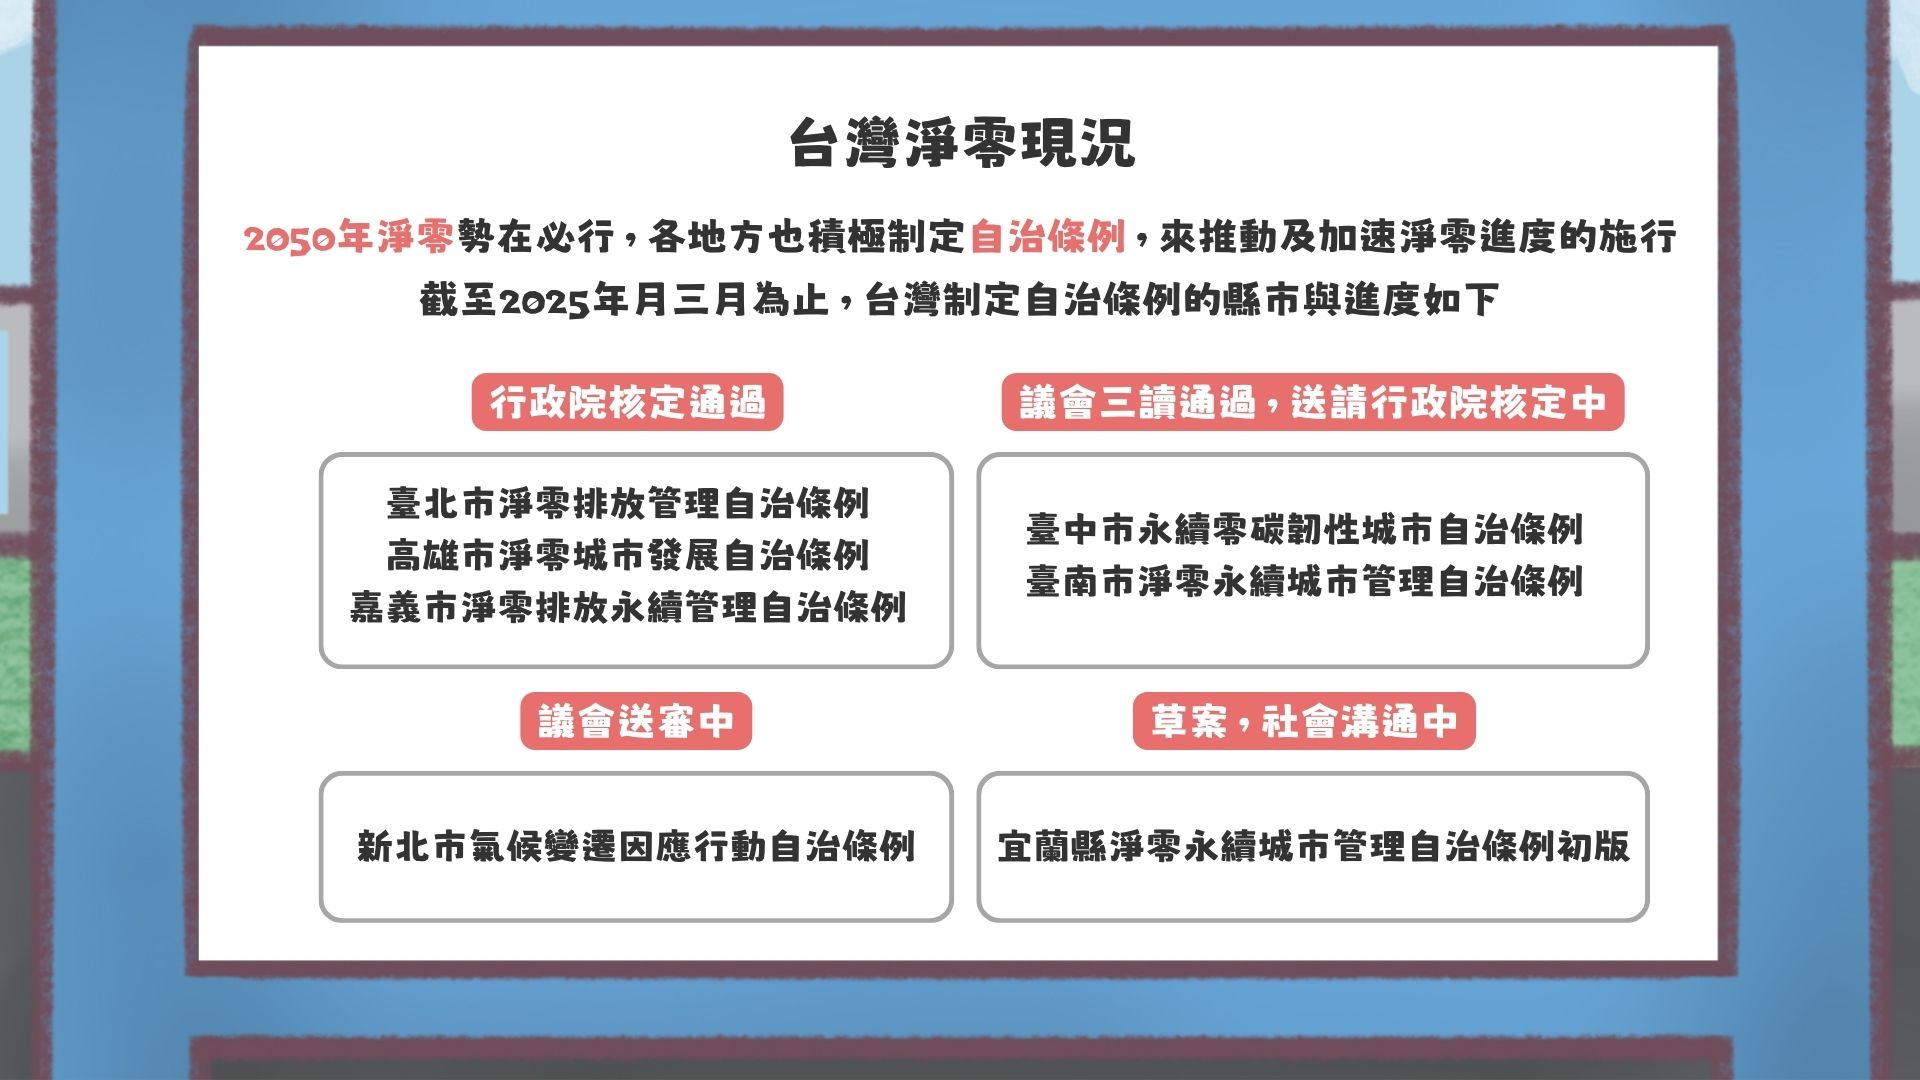 台灣淨零現況
2050年淨零勢在必行，各地方也積極制定自治條例，來推動及加速淨零進度的施行
截至2025年月三月為止，台灣制定自治條例的縣市與進度如下
行政院核定通過
臺北市淨零排放管理自治條例
高雄市淨零城市發展自治條例
嘉義市淨零排放永續管理自治條例
議會三讀通過，送請行政院核定中
臺中市永續零碳韌性城市自治條例
臺南市淨零永續城市管理自治條例
議會送審中
新北市氣候變遷因應行動自治條例
草案，社會溝通中
宜蘭縣淨零永續城市管理自治條例初版